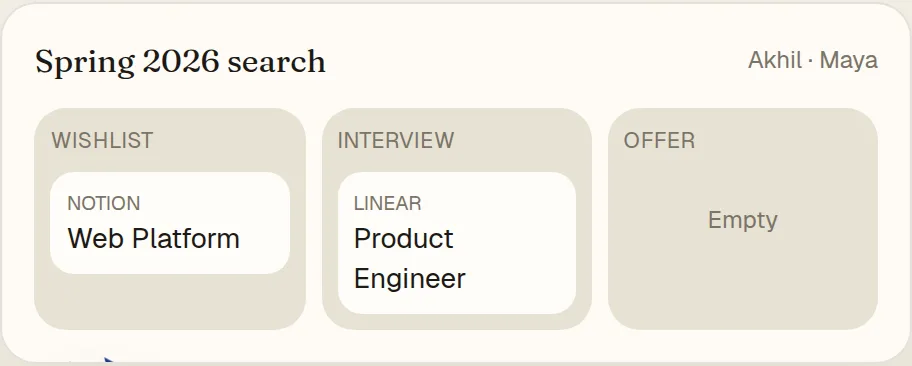 Spring 2026 search
Akhil · Maya
WISHLIST
NOTION
Web Platform
INTERVIEW
LINEAR
Product
Engineer
OFFER
Empty